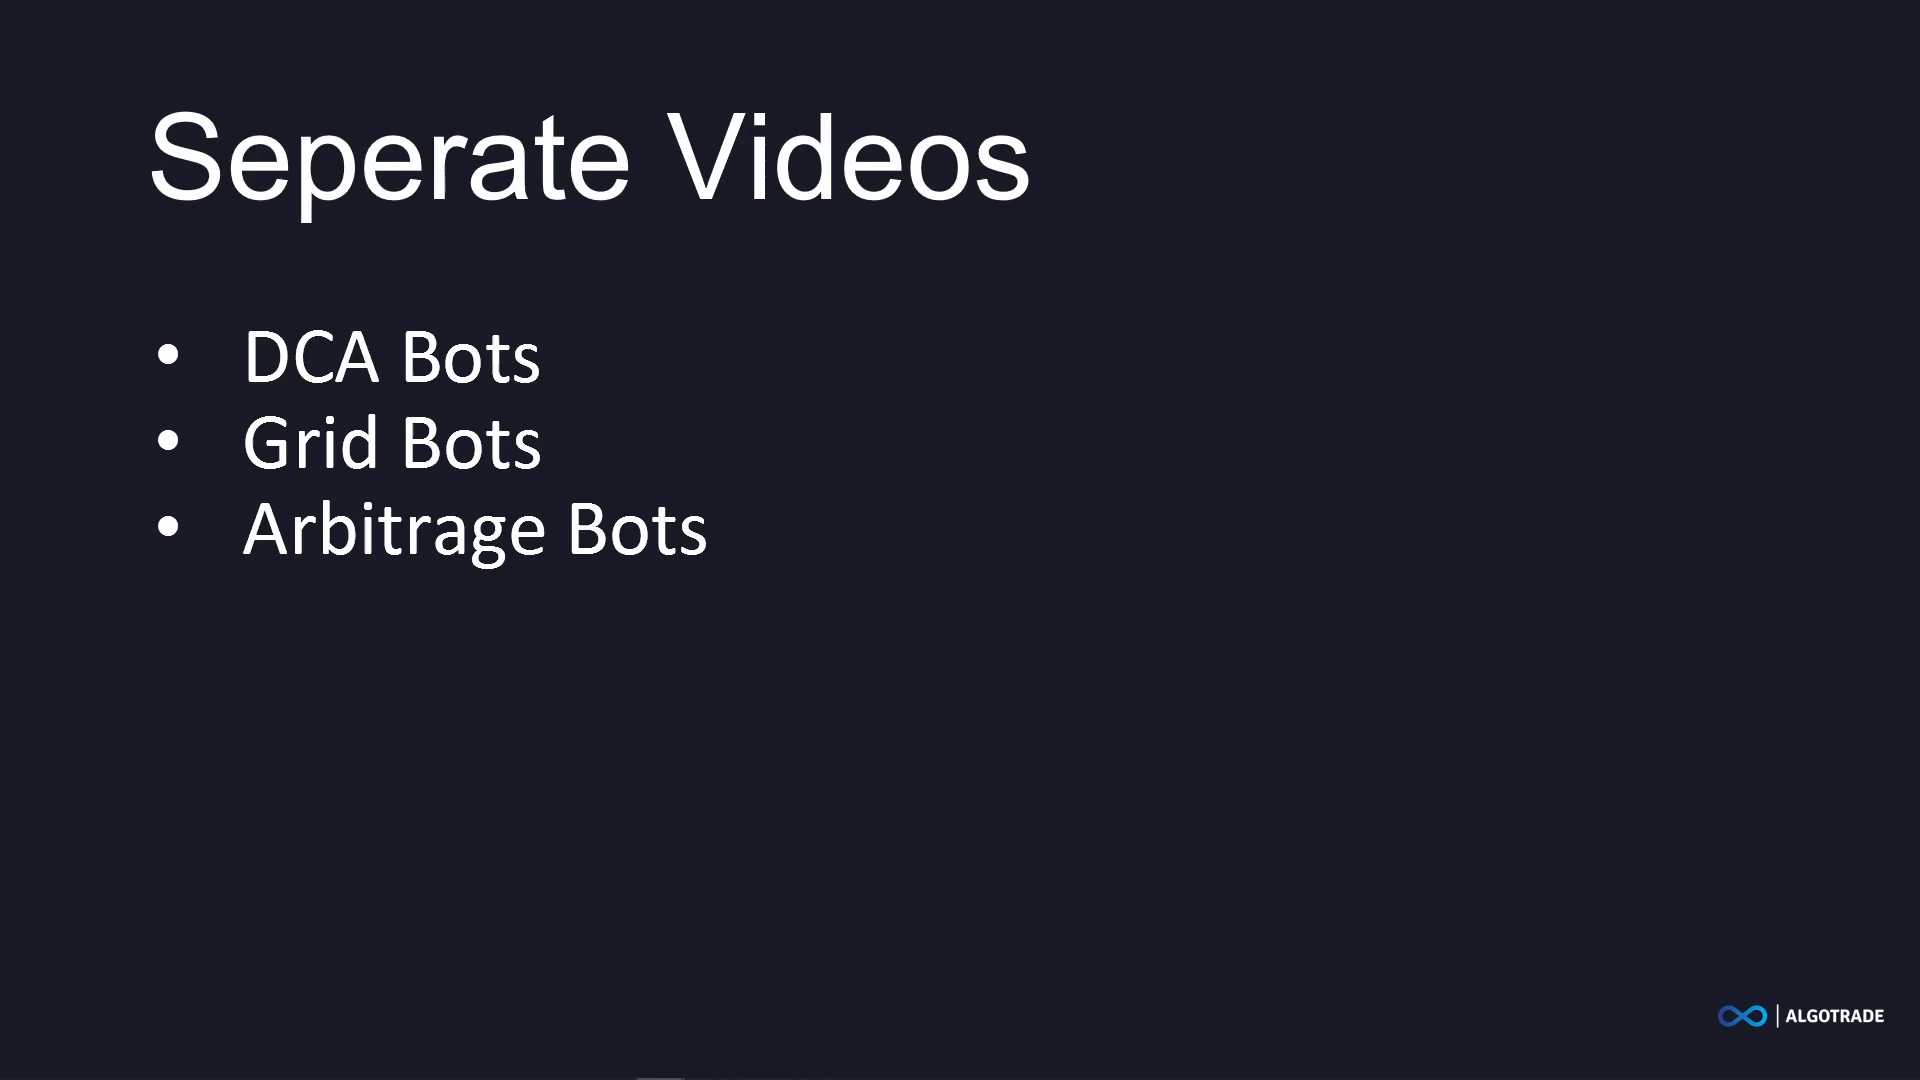 Seperate Videos
• DCA Bots
• Grid Bots
• Arbitrage Bots
ALGOTRADE